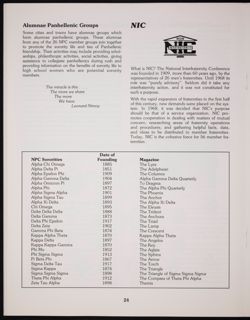 Alumnae Panhellenic Groups
Some cities and towns have alumnae groups which
form alumnae panhellenic groups. These alumnae
from any of the 26 NPC member groups join together
to promote the sorority life and ties of Panhellenic
friendship. Their activities may include providing scholar-
ships, philanthropic activities, social activities, giving
assistance to collegiate panhellenics during rush and
providing information on the benefits of sorority life to
high school women who are potential sorority
members.
The miracle is this
The more we share
The more
We have
Leonard Nimoy
NIC
NIC
What is NIC? The National Interfraternity Conference
was founded in 1909, more than 60 years ago, by the
representatives of 26 men's fraternities. Until 1968 its
role was "purely advisory." Seldom did it take any
interfraternity action, and it was not constituted for
such a purpose.
With the rapid expansion of fraternities in the first half
of this century, new demands were placed on the sys-
tem. In 1968 it was decided that NIC's purpose
should be that of a service organization. NIC pro-
motes cooperation in dealing with matters of mutual
concern, researching areas of fraternity operations
and procedures, and gathering helpful facts, data,
and ideas to be distributed to member fraternities.
Today, NIC is the cohesive force for 56 member fra-
ternities.
NPC Sororities Date of Founding Magazine
Alpha Chi Omega 1885 The Lyre
Alpha Delta Pi 1851 The Adelphean
Alpha Epsilon Phi 1909 The Columns
Alpha Gamma Delta 1904 Alpha Gamma Delta Quarterly
Alpha Omicron Pi 1897 To Dragma
Alpha Phi 1872 The Alpha Phi Quarterly
Alpha Sigma Alpha 1901 The Phoenix
Alpha Sigma Tau 1899 The Anchor
Alpha Xi Delta 1893 The Alpha Xi Delta
Chi Omega 1895 The Eleusis
Delta Delta Delta 1888 The Trident
Delta Gamma 1873 The Anchora
Delta Phi Epsilon 1917 The Triad
Delta Zeta 1902 The Lamp
Gamma Phi Beta 1874 The Crescent
Kappa Alpha Theta 1870 Kappa Alpha Theta
Kappa Delta 1897 The Angelos
Kappa Kappa Gamma 1870 The Key
Phi Mu 1852 The Aglaia
Phi Sigma Sigma 1913 The Sphinx
Pi Beta Phi 1867 The Arrow
Sigma Delta Tau 1917 The Torch
Sigma Kappa 1874 The Triangle
Sigma Sigma Sigma 1898 The Triangle of Sigma Sigma Sigma
Theta Phi Alpha 1912 The Compass of Theta Phi Alpha
Zeta Tau Alpha 1898 Themis
24